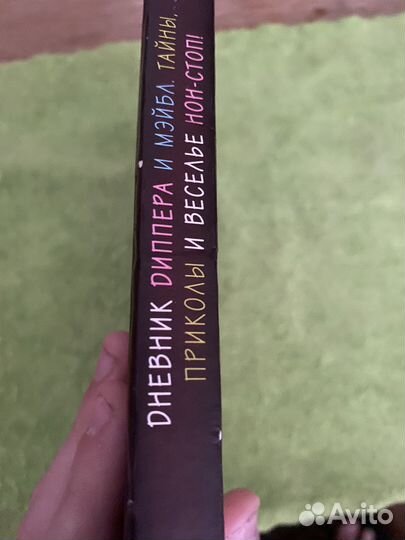 ДНЕВНИК ДИППЕРА И МЭЙБЛ. ТАЙНЫ,
ПРИКОЛЫ И ВЕСЕЛЬЕ НОН-СТОП!
Avito